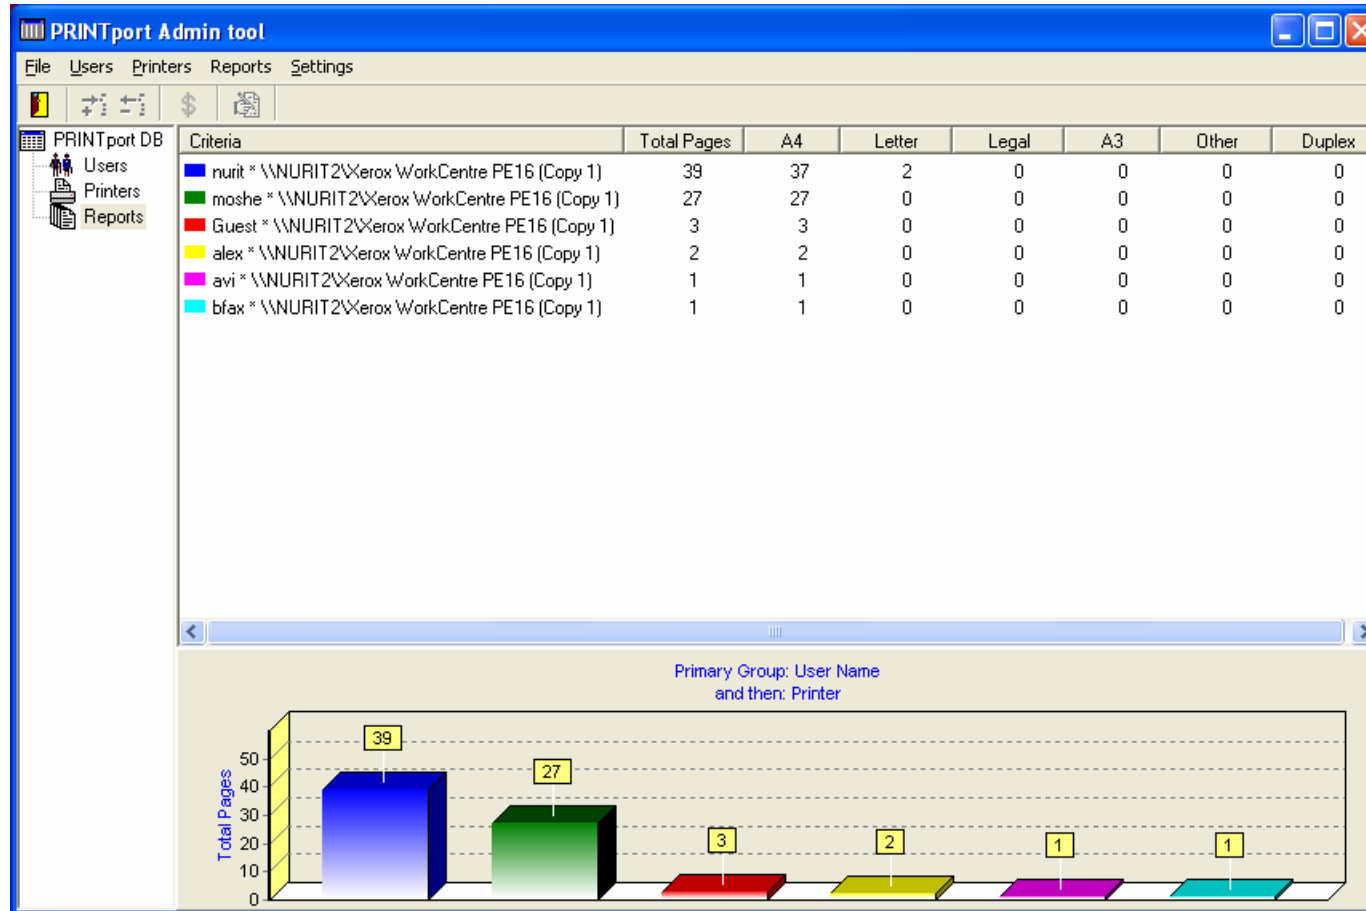 PRINTport Admin tool
File Users Printers Reports Settings
PRINTport DB
Users
Printers
Reports
Criteria Total Pages A4 Letter Legal A3 Other Duplex
nurit * \\NURIT2\Xerox WorkCentre PE16 (Copy 1) 39 37 2 0 0 0 0
moshe * \\NURIT2\Xerox WorkCentre PE16 (Copy 1) 27 27 0 0 0 0 0
Guest * \\NURIT2\Xerox WorkCentre PE16 (Copy 1) 3 3 0 0 0 0 0
alex * \\NURIT2\Xerox WorkCentre PE16 (Copy 1) 2 2 0 0 0 0 0
avi * \\NURIT2\Xerox WorkCentre PE16 (Copy 1) 1 1 0 0 0 0 0
bfax * \\NURIT2\Xerox WorkCentre PE16 (Copy 1) 1 1 0 0 0 0 0
Primary Group: User Name
and then: Printer
Total Pages
50
40
30
20
10
0
39
27
3
2
1
1